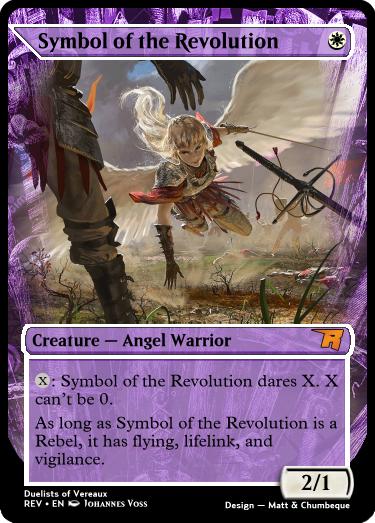 Symbol of the Revolution
Creature — Angel Warrior
R
X: Symbol of the Revolution dares X. X
can't be 0.
As long as Symbol of the Revolution is a
Rebel, it has flying, lifelink, and
vigilance.
2/1
Duelists of Vereaux
REV • EN Johannes Voss
Design — Matt & Chumbeque